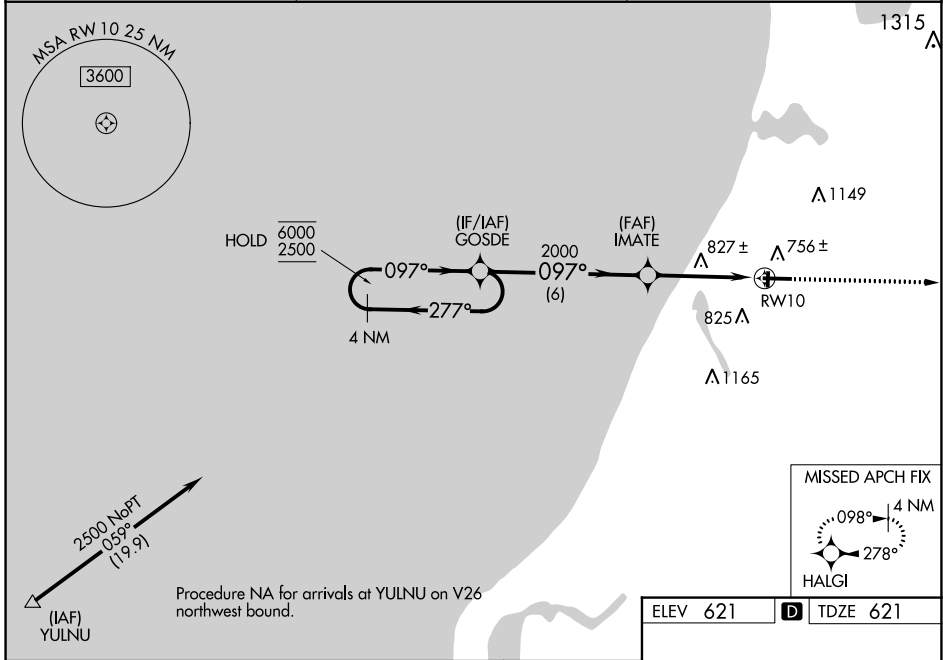 MSA RW 10 25 NM
3600
1315
1149
HOLD
6000
2500
(IF/IAF)
GOSDE
2000
097°
(6)
(FAF)
IMATE
827 ±
756 ±
097°
277°
4 NM
RW10
825
1165
2500 NoPT
059°
(19.9)
(IAF)
YULNU
Procedure NA for arrivals at YULNU on V26
northwest bound.
MISSED APCH FIX
4 NM
098°
278°
HALGI
ELEV 621 D TDZE 621